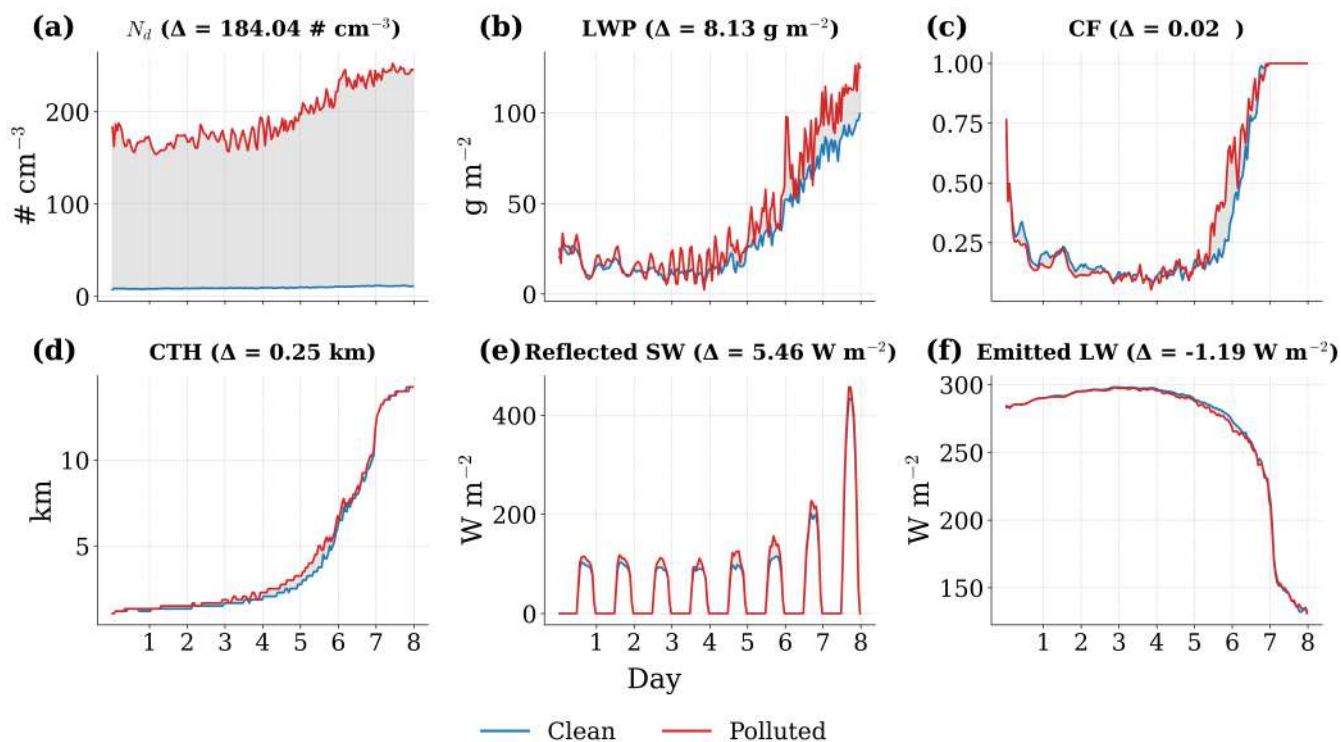 (a) N_d (Δ = 184.04 # cm⁻³)
(b) LWP (Δ = 8.13 g m⁻²)
(c) CF (Δ = 0.02 )
# cm⁻³
200
100
0
g m⁻²
100
50
0
1.00
0.75
0.50
0.25
(d) CTH (Δ = 0.25 km)
(e) Reflected SW (Δ = 5.46 W m⁻²)
(f) Emitted LW (Δ = -1.19 W m⁻²)
km
10
5
W m⁻²
400
200
0
W m⁻²
300
250
200
150
1 2 3 4 5 6 7 8
1 2 3 4 5 6 7 8
1 2 3 4 5 6 7 8
Day
Clean Polluted